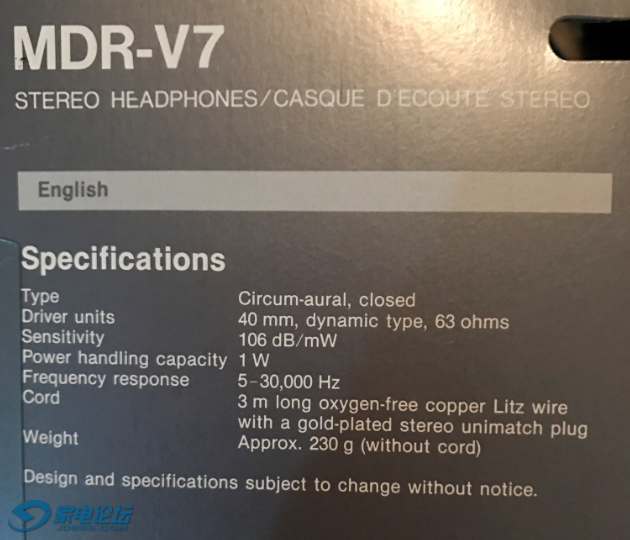 MDR-V7
STEREO HEADPHONES/CASQUE D'ECOUTE STEREO
English
Specifications
Type Circum-aural, closed
Driver units 40 mm, dynamic type, 63 ohms
Sensitivity 106 dB/mW
Power handling capacity 1 W
Frequency response 5–30,000 Hz
Cord 3 m long oxygen-free copper Litz wire
with a gold-plated stereo unimatch plug
Weight Approx. 230 g (without cord)
Design and specifications subject to change without notice.
家电论坛
JDBBS.COM